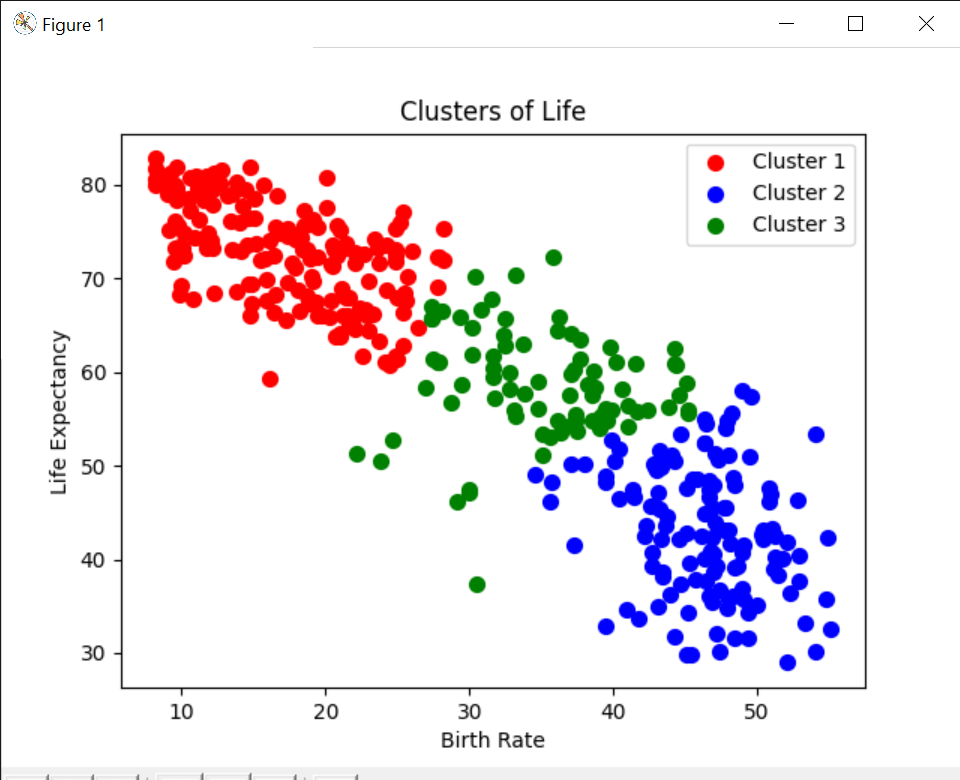 Figure 1
Clusters of Life
Cluster 1
Cluster 2
Cluster 3
Life Expectancy
80
70
60
50
40
30
10 20 30 40 50
Birth Rate